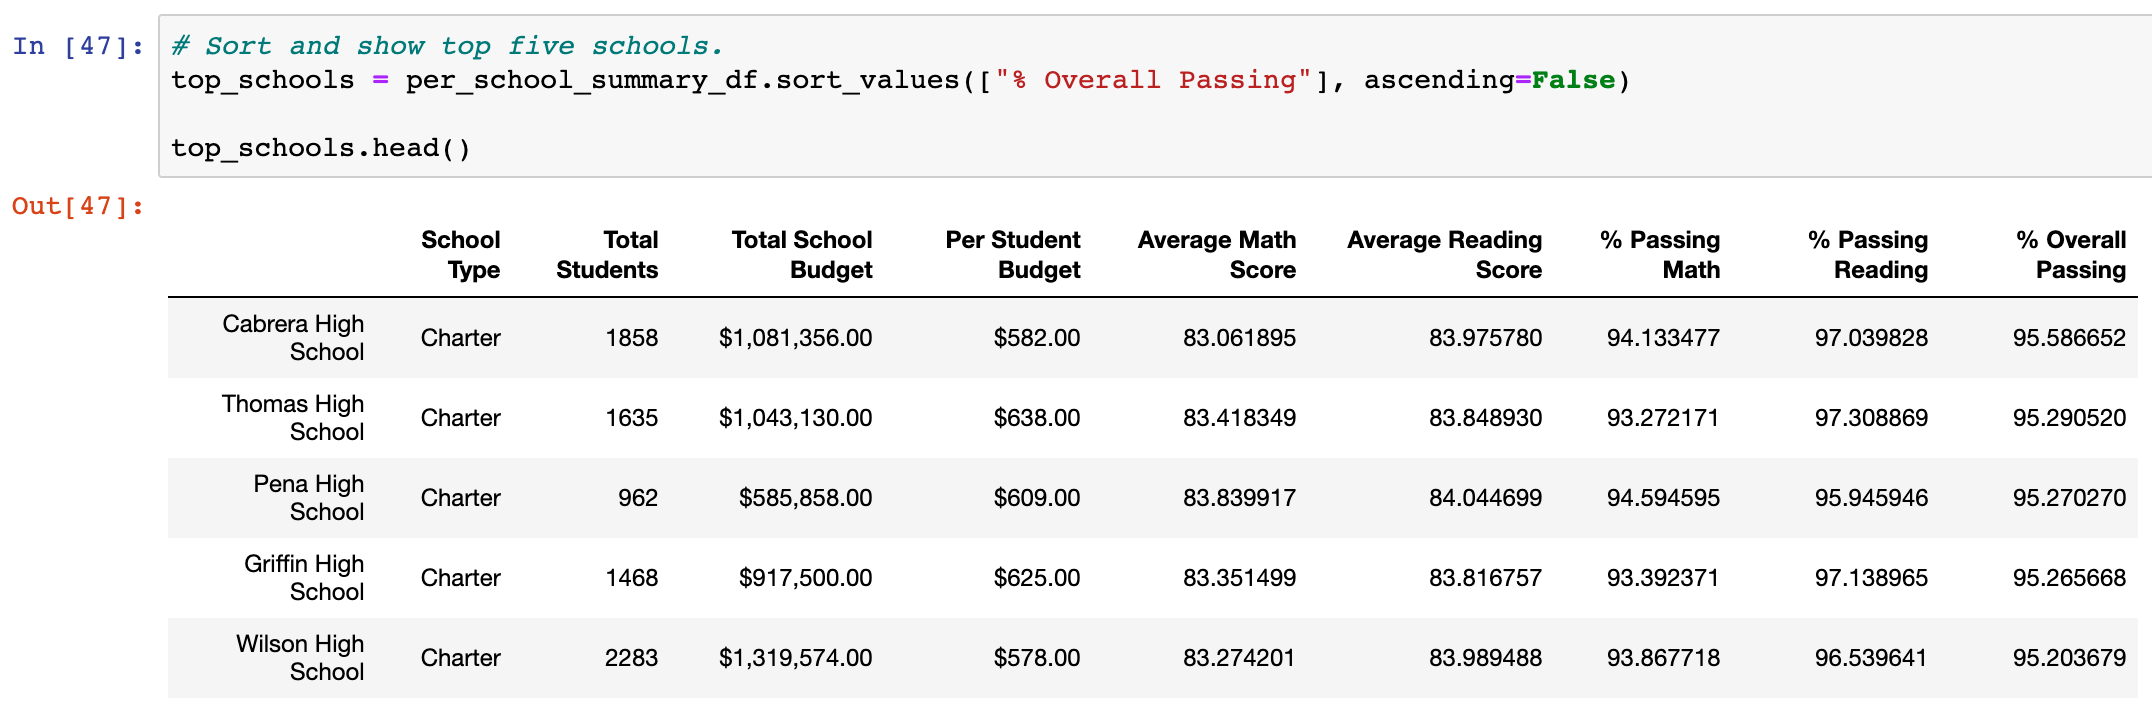 In [47]: # Sort and show top five schools.
top_schools = per_school_summary_df.sort_values(["% Overall Passing"], ascending=False)
top_schools.head()
Out[47]:
School Total Total School Per Student Average Math Average Reading % Passing % Passing % Overall
Type Students Budget Budget Score Score Math Reading Passing
Cabrera High
School Charter 1858 $1,081,356.00 $582.00 83.061895 83.975780 94.133477 97.039828 95.586652
Thomas High
School Charter 1635 $1,043,130.00 $638.00 83.418349 83.848930 93.272171 97.308869 95.290520
Pena High
School Charter 962 $585,858.00 $609.00 83.839917 84.044699 94.594595 95.945946 95.270270
Griffin High
School Charter 1468 $917,500.00 $625.00 83.351499 83.816757 93.392371 97.138965 95.265668
Wilson High
School Charter 2283 $1,319,574.00 $578.00 83.274201 83.989488 93.867718 96.539641 95.203679